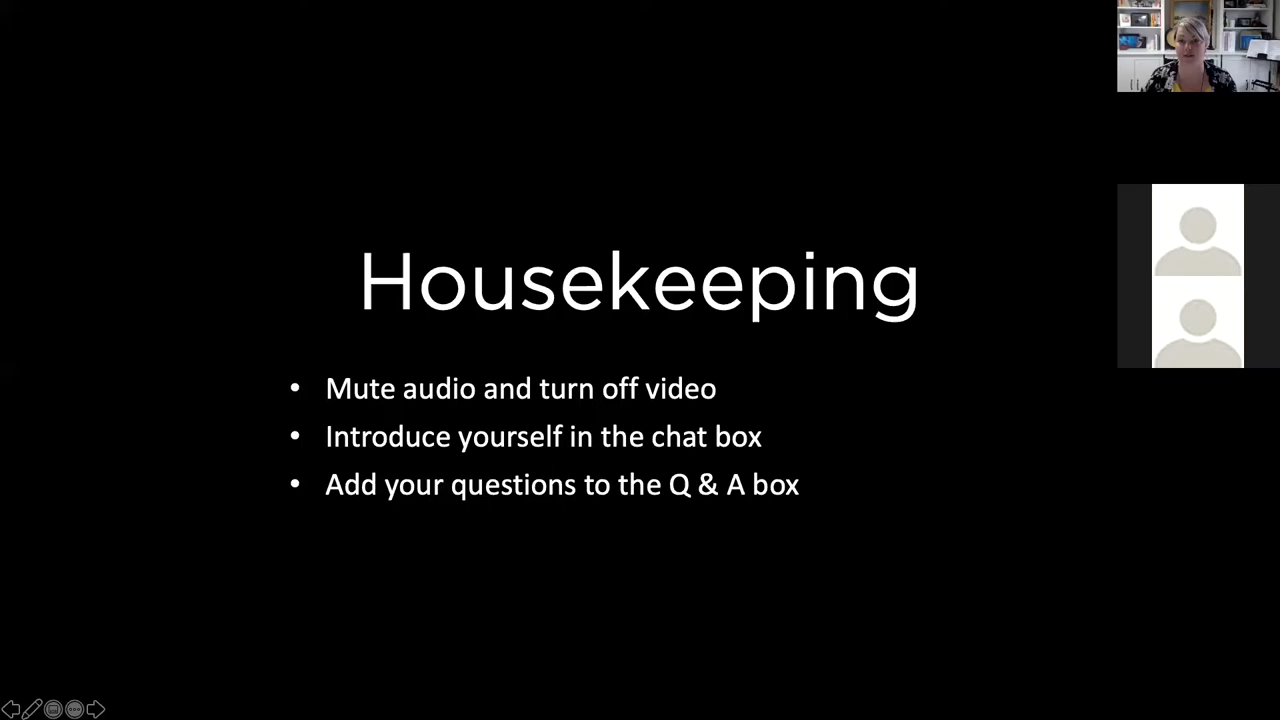 Housekeeping
• Mute audio and turn off video
• Introduce yourself in the chat box
• Add your questions to the Q & A box